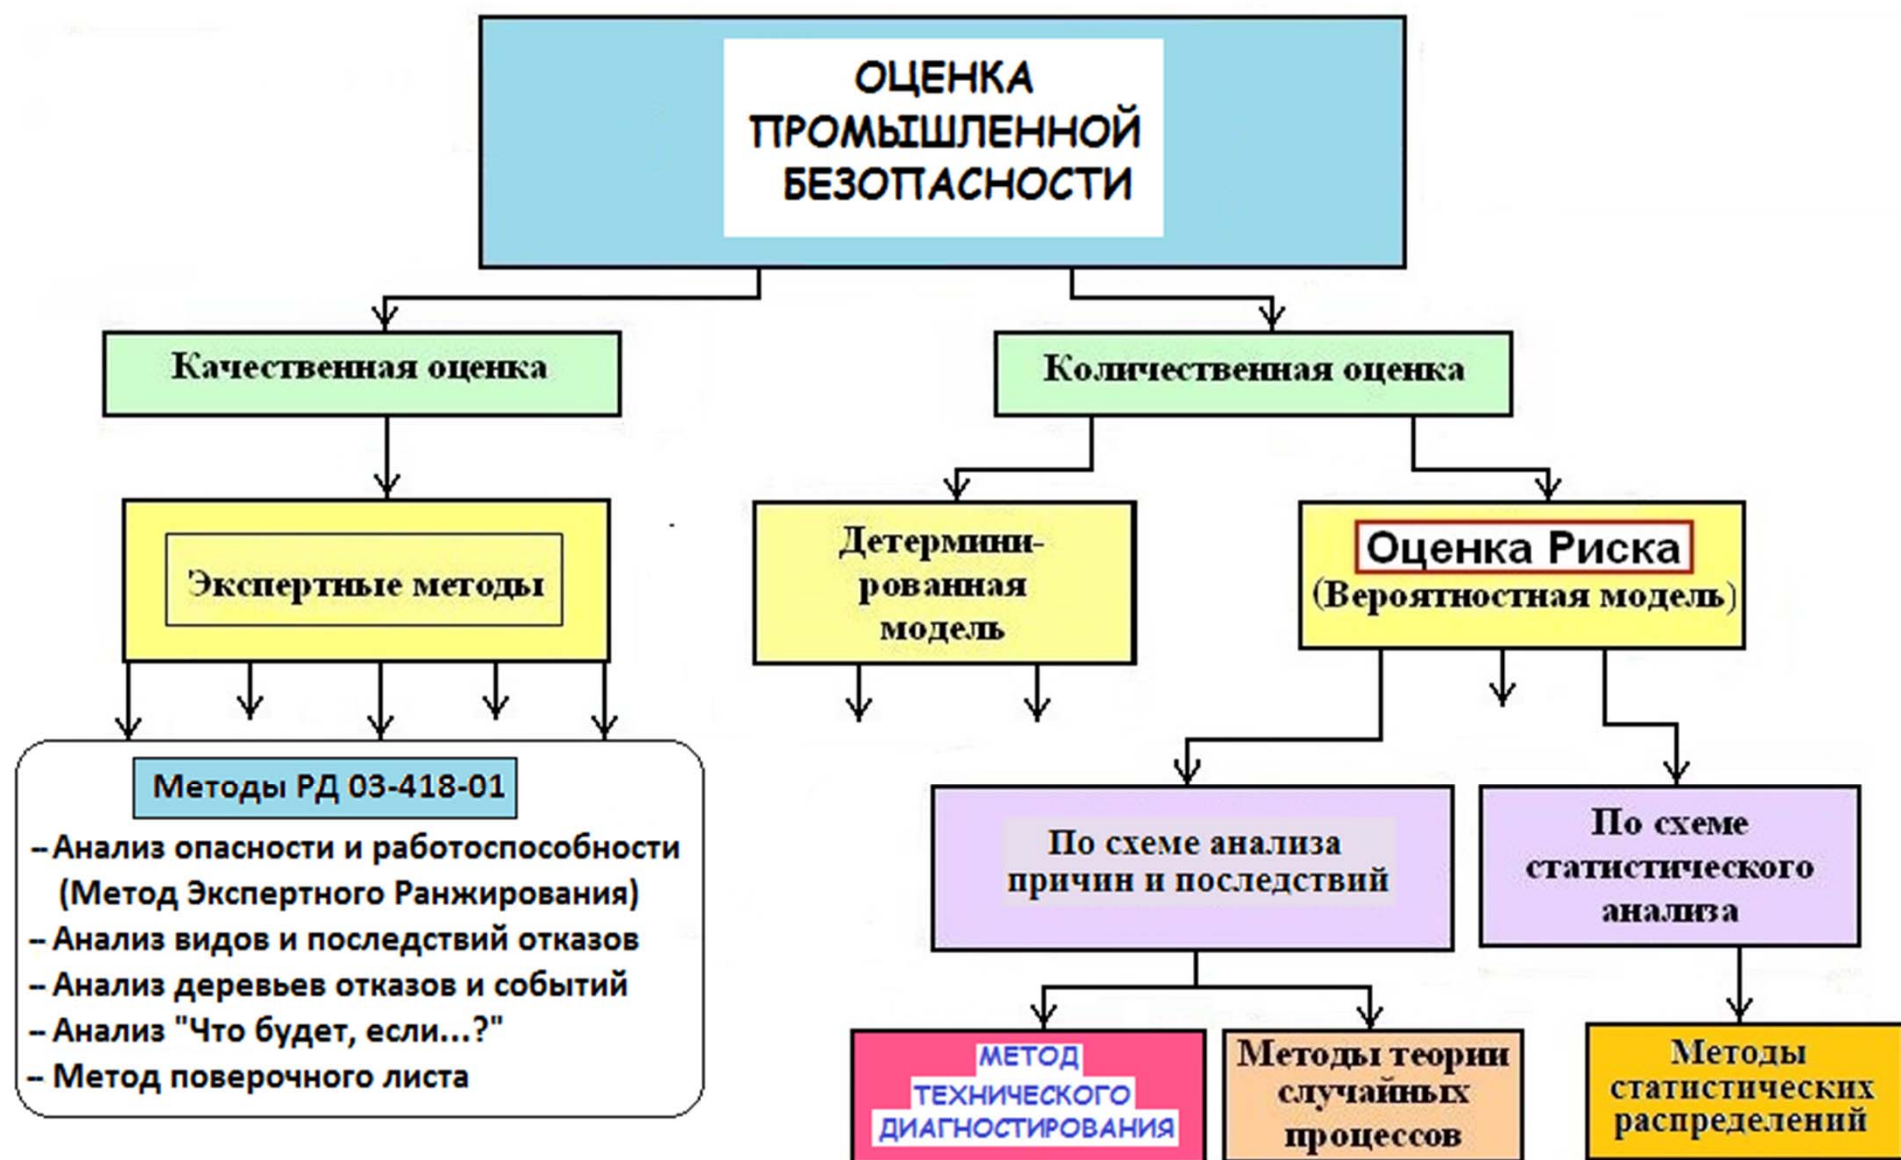 ОЦЕНКА
ПРОМЫШЛЕННОЙ
БЕЗОПАСНОСТИ
Качественная оценка
Количественная оценка
Экспертные методы
Детермини-
рованная
модель
Оценка Риска
(Вероятностная модель)
Методы РД 03-418-01
– Анализ опасности и работоспособности
(Метод Экспертного Ранжирования)
– Анализ видов и последствий отказов
– Анализ деревьев отказов и событий
– Анализ "Что будет, если...?"
– Метод поверочного листа
По схеме анализа
причин и последствий
По схеме
статистического
анализа
МЕТОД
ТЕХНИЧЕСКОГО
ДИАГНОСТИРОВАНИЯ
Методы теории
случайных
процессов
Методы
статистических
распределений